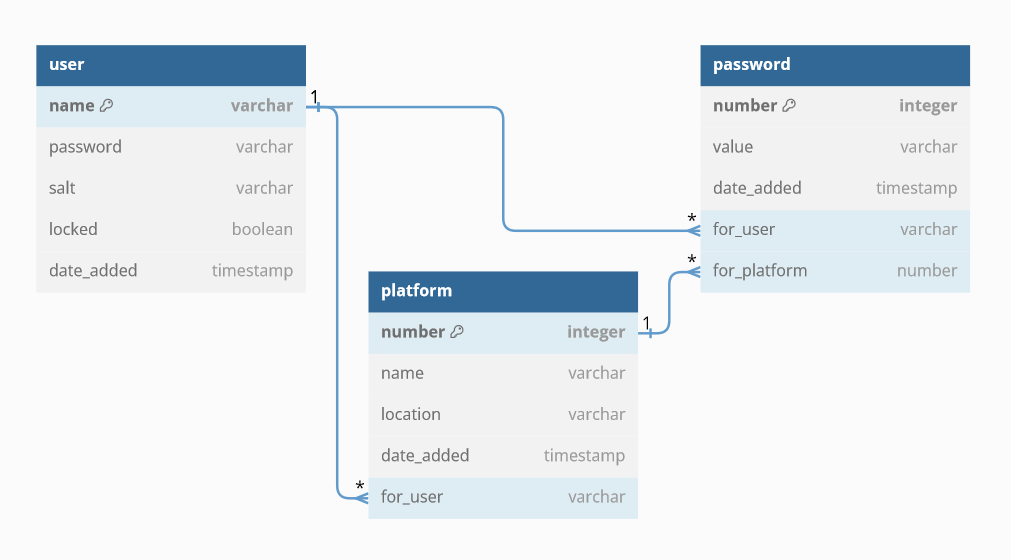 user
name varchar
password varchar
salt varchar
locked boolean
date_added timestamp
1
password
number integer
value varchar
date_added timestamp
* for_user varchar
* for_platform number
platform
number integer
1
name varchar
location varchar
date_added timestamp
* for_user varchar